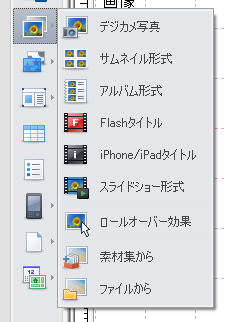 画像
デジカメ写真
サムネイル形式
アルバム形式
Flashタイトル
iPhone/iPadタイトル
スライドショー形式
ロールオーバー効果
素材集から
ファイルから